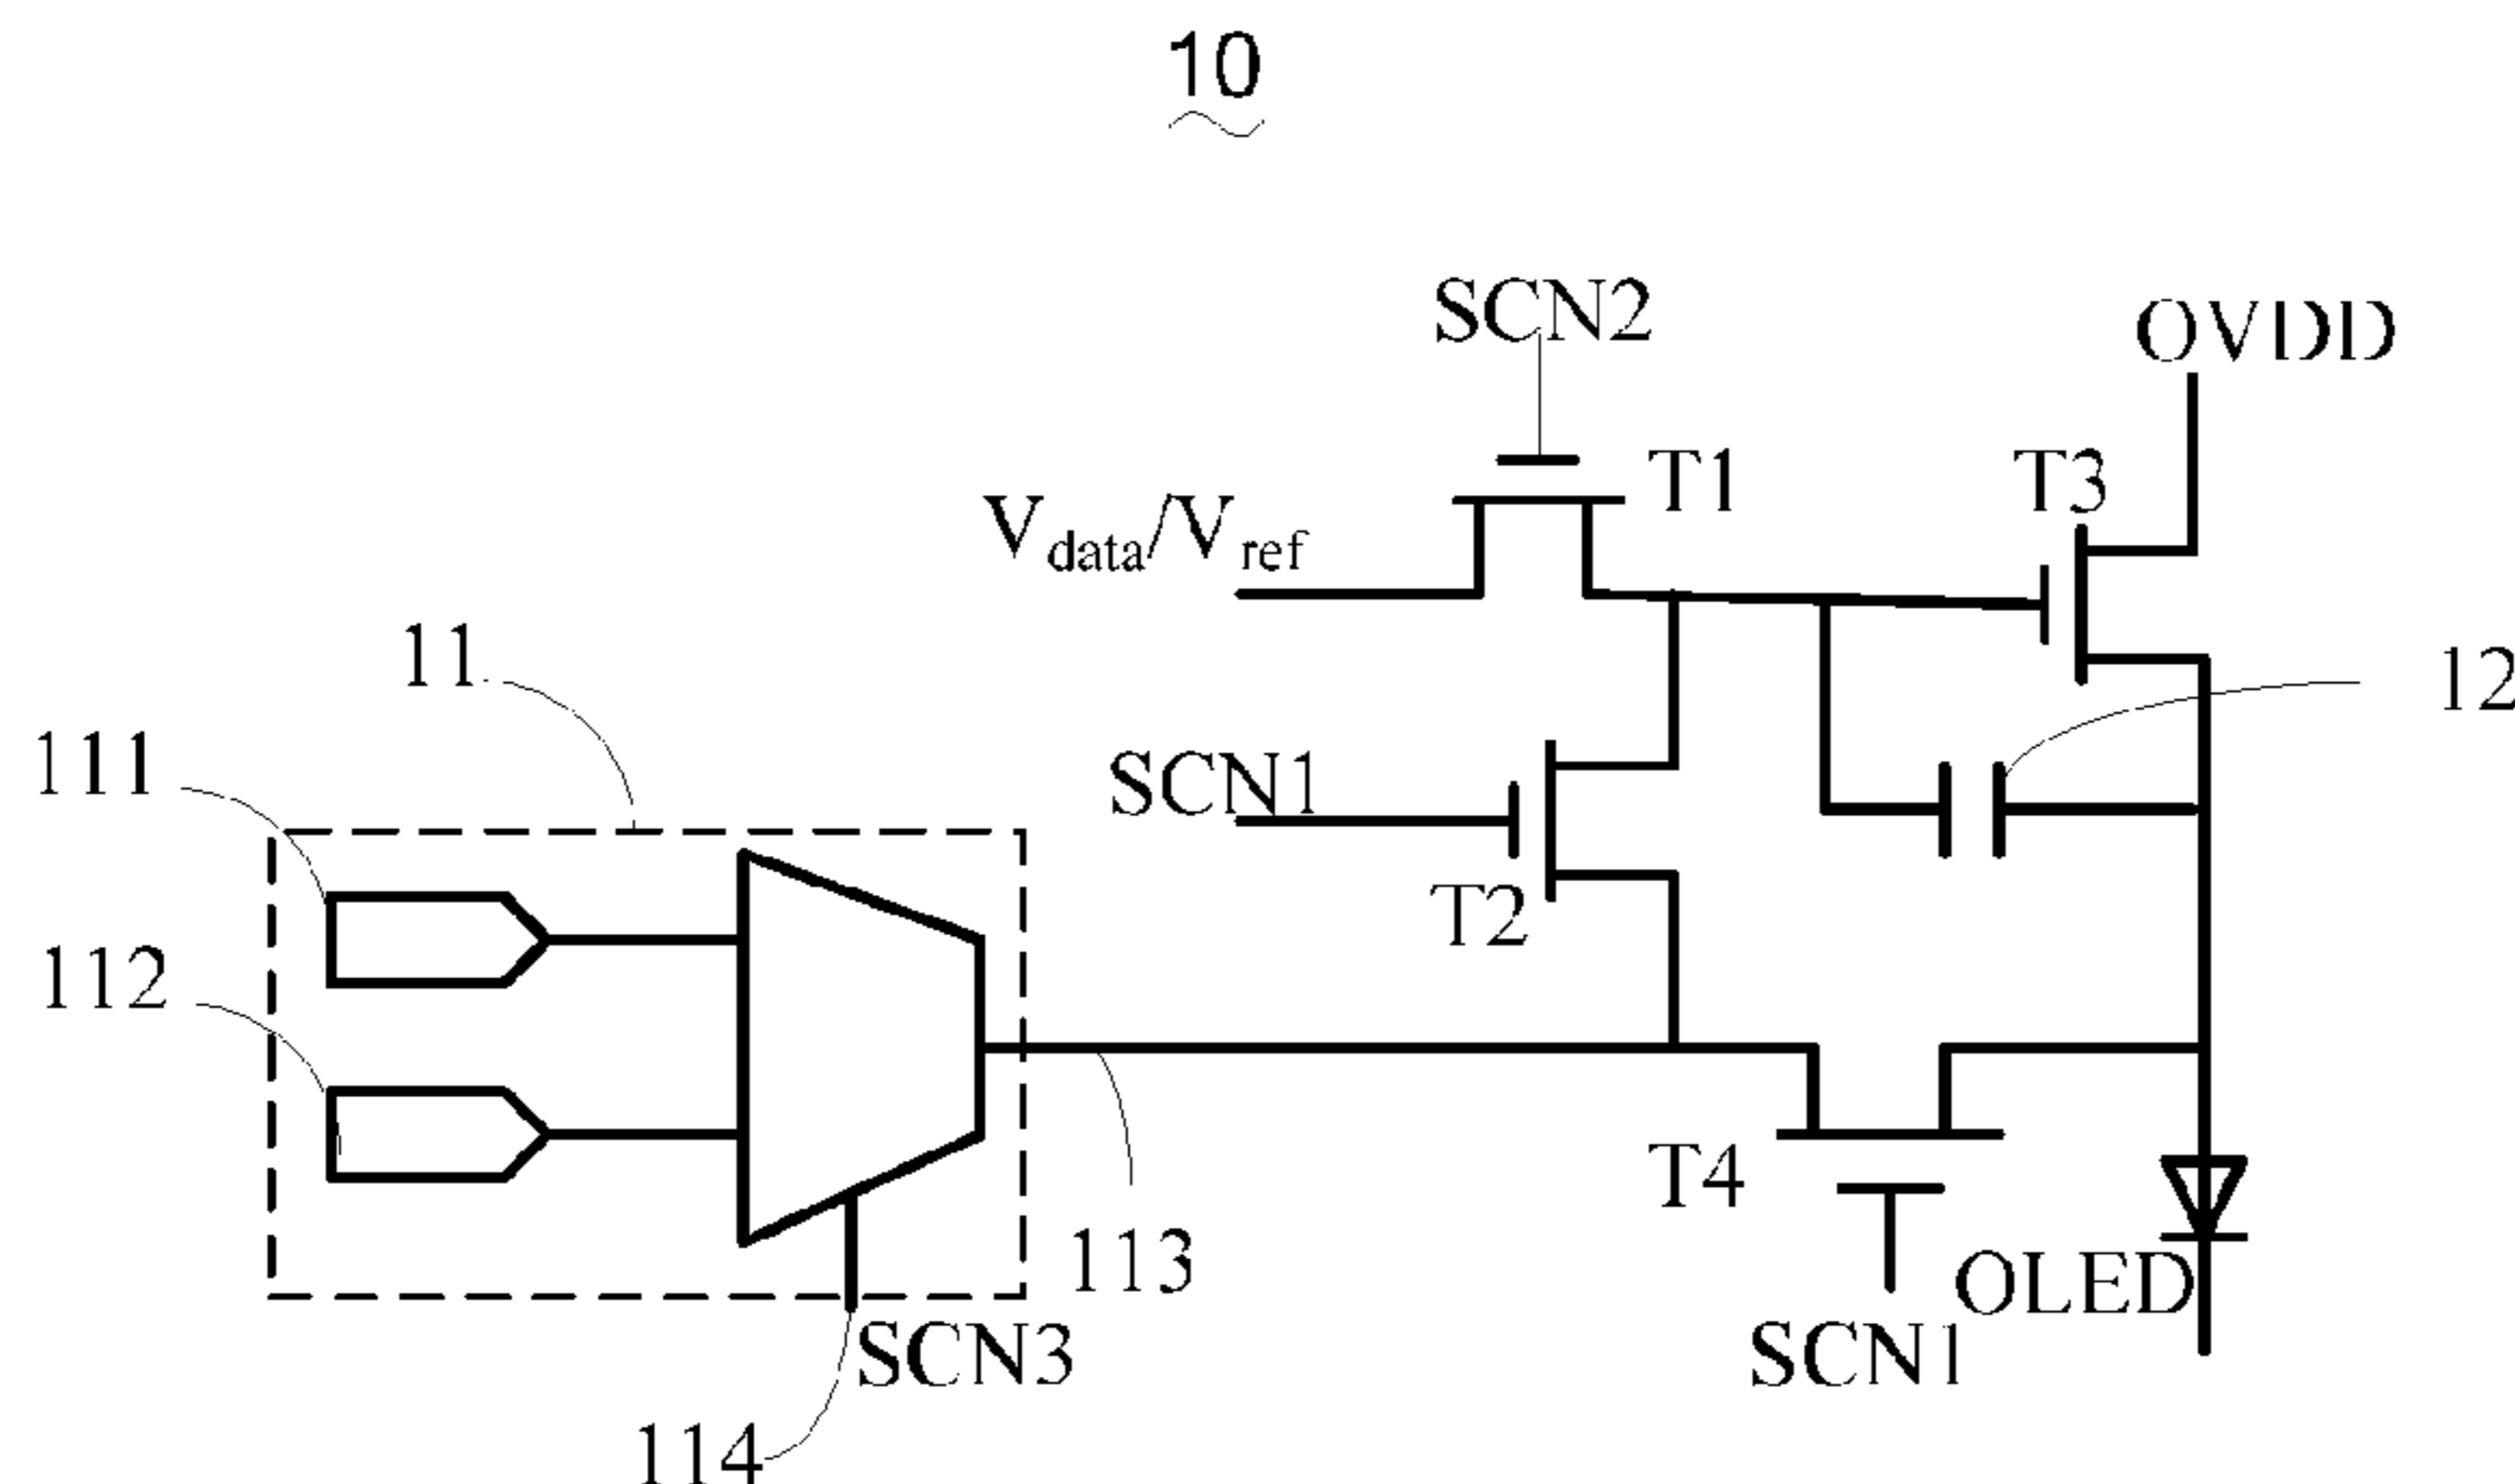 10
SCN2
OVDD
T1
T3
Vdata/Vref
11
12
111
SCN1
T2
112
T4
113
OLED
SCN3
SCN1
114